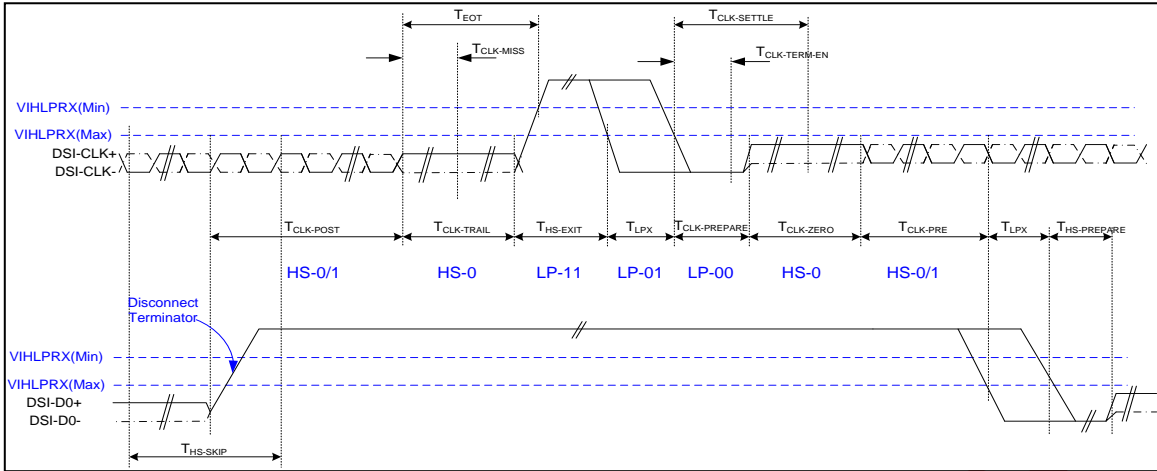 TEOT
TCLK-SETTLE
TCLK-MISS
TCLK-TERM-EN
VIHLPRX(Min)
VIHLPRX(Max)
DSI-CLK+
DSI-CLK-
TCLK-POST
TCLK-TRAIL
THS-EXIT
TLPX
TCLK-PREPARE
TCLK-ZERO
TCLK-PRE
TLPX
THS-PREPARE
HS-0/1
HS-0
LP-11
LP-01
LP-00
HS-0
HS-0/1
Disconnect
Terminator
VIHLPRX(Min)
VIHLPRX(Max)
DSI-D0+
DSI-D0-
THS-SKIP